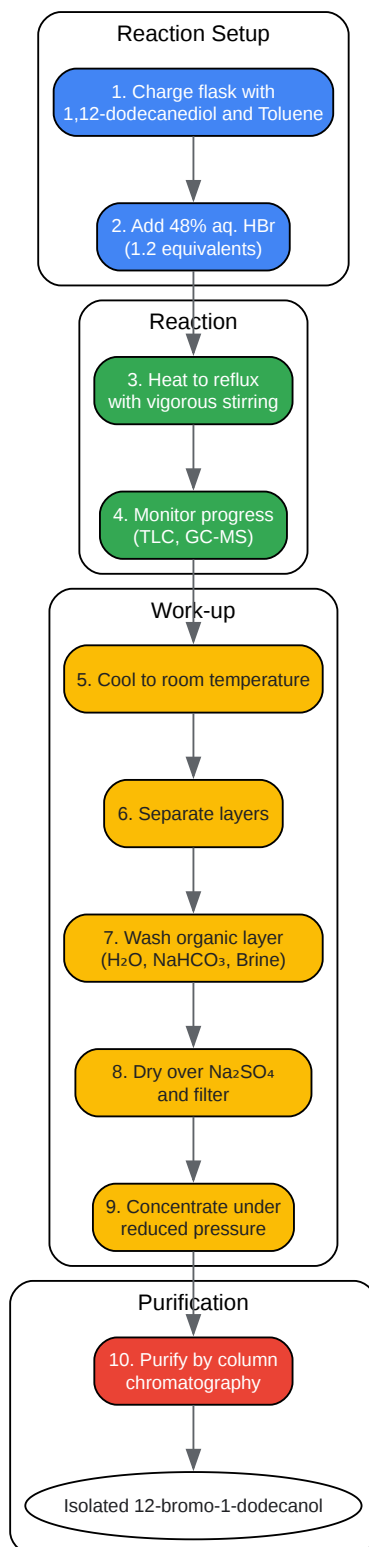 Reaction Setup
1. Charge flask with
1,12-dodecanediol and Toluene
2. Add 48% aq. HBr
(1.2 equivalents)
Reaction
3. Heat to reflux
with vigorous stirring
4. Monitor progress
(TLC, GC-MS)
Work-up
5. Cool to room temperature
6. Separate layers
7. Wash organic layer
(H₂O, NaHCO₃, Brine)
8. Dry over Na₂SO₄
and filter
9. Concentrate under
reduced pressure
Purification
10. Purify by column
chromatography
Isolated 12-bromo-1-dodecanol